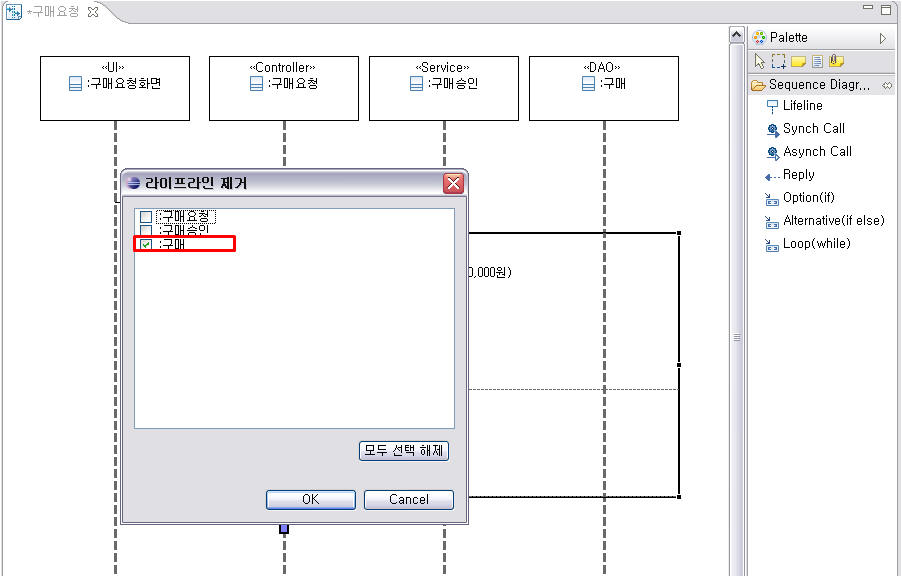 *구매요청
«UI»
:구매요청화면
«Controller»
:구매요청
«Service»
:구매승인
«DAO»
:구매
라이프라인 제거
:구매요청
:구매승인
:구매
0,000원)
모두 선택 해제
OK
Cancel
Palette
Sequence Diagr...
Lifeline
Synch Call
Asynch Call
Reply
Option(if)
Alternative(if else)
Loop(while)